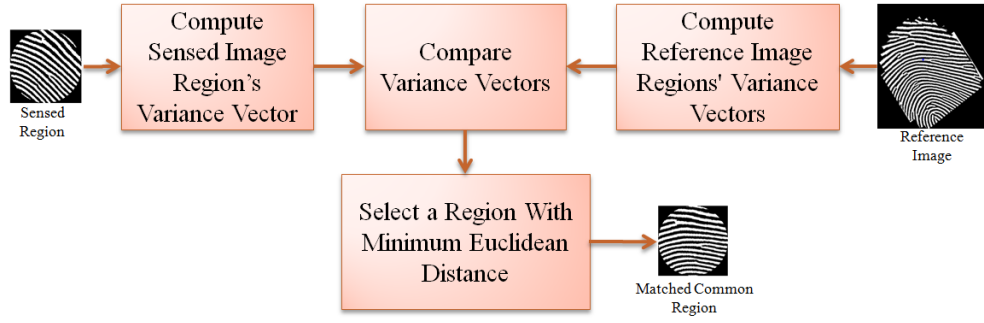 Compute
Sensed Image
Region’s
Variance Vector
Compare
Variance Vectors
Compute
Reference Image
Regions' Variance
Vectors
Sensed
Region
Reference
Image
Select a Region With
Minimum Euclidean
Distance
Matched Common
Region